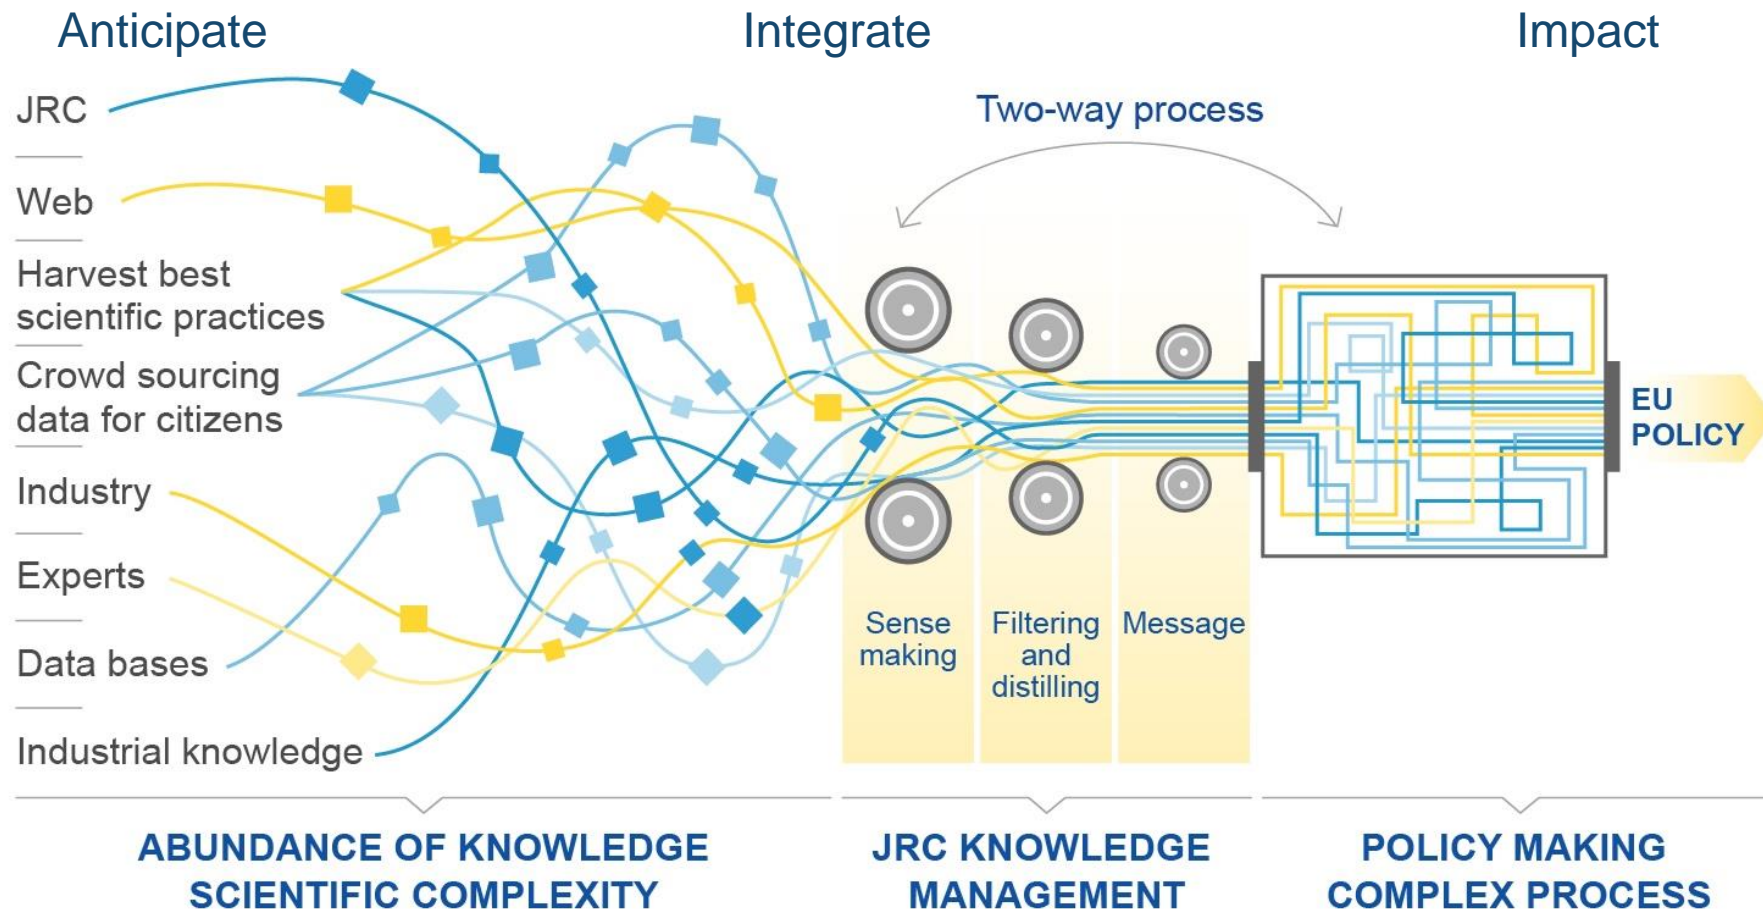 Anticipate
Integrate
Impact
JRC
Web
Harvest best
scientific practices
Crowd sourcing
data for citizens
Industry
Experts
Data bases
Industrial knowledge
Two-way process
Sense
making
Filtering
and
distilling
Message
EU
POLICY
ABUNDANCE OF KNOWLEDGE
SCIENTIFIC COMPLEXITY
JRC KNOWLEDGE
MANAGEMENT
POLICY MAKING
COMPLEX PROCESS